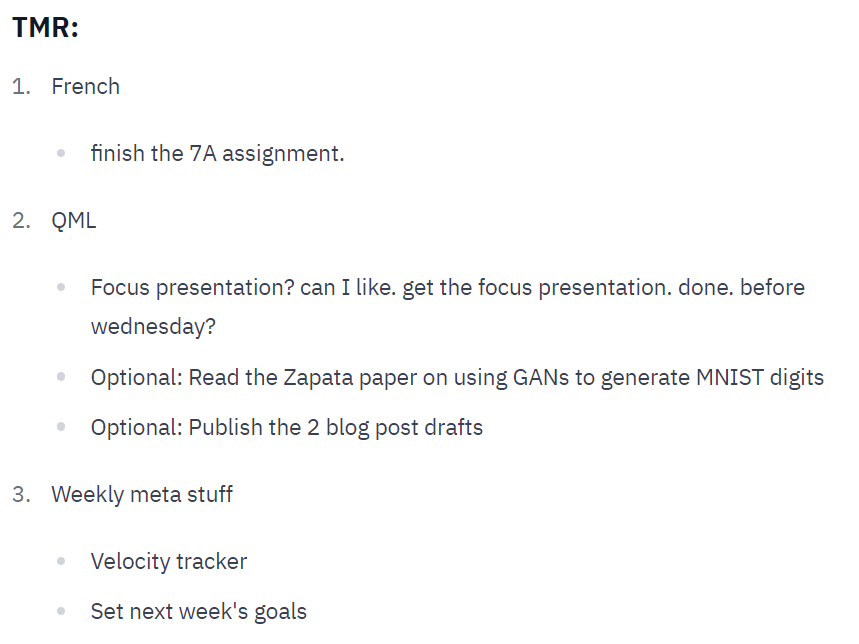 TMR:
1. French
finish the 7A assignment.
2. QML
Focus presentation? can I like. get the focus presentation. done. before
wednesday?
Optional: Read the Zapata paper on using GANs to generate MNIST digits
Optional: Publish the 2 blog post drafts
3. Weekly meta stuff
Velocity tracker
Set next week's goals